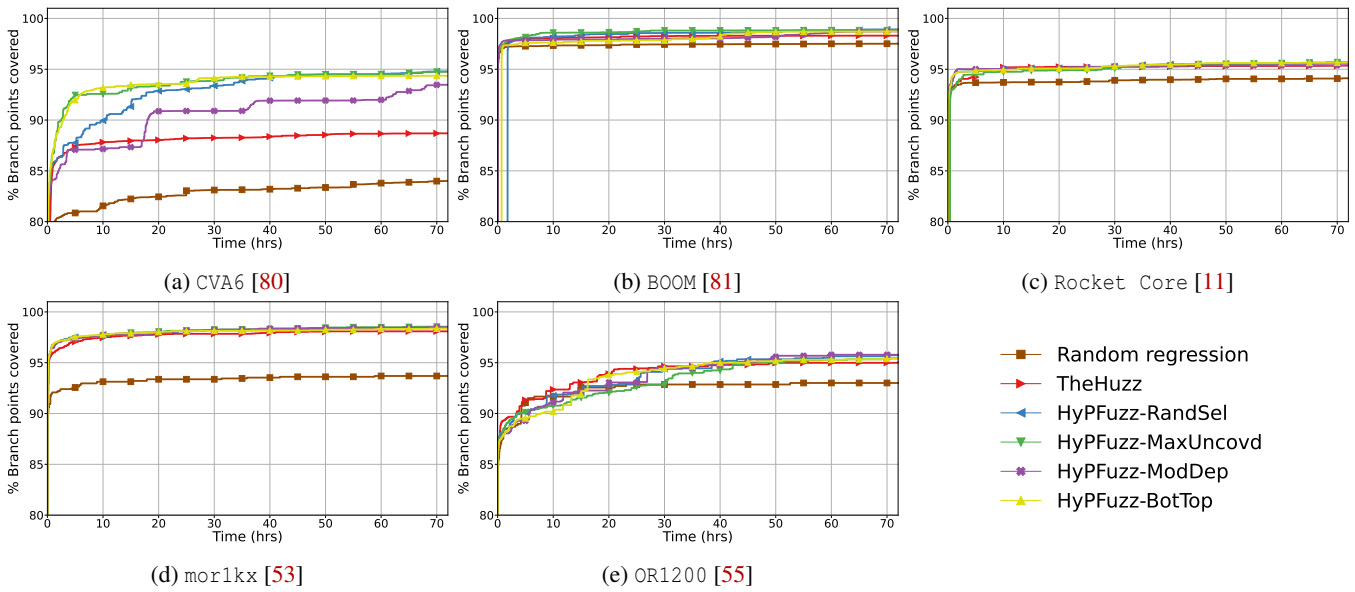 % Branch points covered
100
95
90
85
80
0 10 20 30 40 50 60 70
Time (hrs)
(a) CVA6 [80]
% Branch points covered
100
95
90
85
80
0 10 20 30 40 50 60 70
Time (hrs)
(b) BOOM [81]
% Branch points covered
100
95
90
85
80
0 10 20 30 40 50 60 70
Time (hrs)
(c) Rocket Core [11]
% Branch points covered
100
95
90
85
80
0 10 20 30 40 50 60 70
Time (hrs)
(d) mor1kx [53]
% Branch points covered
100
95
90
85
80
0 10 20 30 40 50 60 70
Time (hrs)
(e) OR1200 [55]
Random regression
TheHuzz
HyPFuzz-RandSel
HyPFuzz-MaxUncovd
HyPFuzz-ModDep
HyPFuzz-BotTop